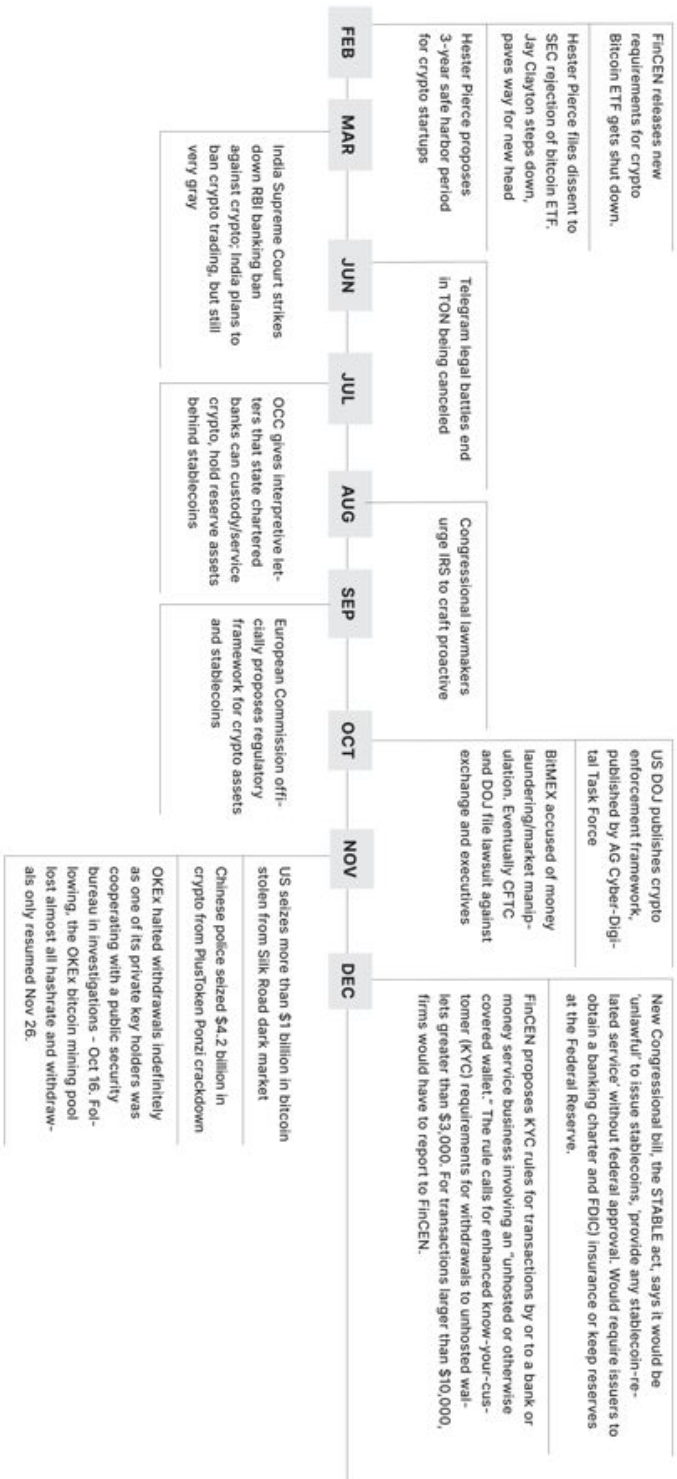 FinCEN releases new
requirements for crypto
Bitcoin ETF gets shut down.
Hester Pierce files dissent to
SEC rejection of bitcoin ETF.
Jay Clayton steps down,
paves way for new head
Hester Pierce proposes
3-year safe harbor period
for crypto startups
FEB
MAR
India Supreme Court strikes
down RBI banking ban
against crypto; India plans to
ban crypto trading, but still
very gray
Telegram legal battles end
in TON being canceled
JUN
JUL
OCC gives interpretive let-
ters that state chartered
banks can custody/service
crypto, hold reserve assets
behind stablecoins
Congressional lawmakers
urge IRS to craft proactive
AUG
SEP
European Commission offi-
cially proposes regulatory
framework for crypto assets
and stablecoins
US DOJ publishes crypto
enforcement framework,
published by AG Cyber-Digi-
tal Task Force
BitMEX accused of money
laundering/market manip-
ulation. Eventually CFTC
and DOJ file lawsuit against
exchange and executives
OCT
NOV
US seizes more than $1 billion in bitcoin
stolen from Silk Road dark market
Chinese police seized $4.2 billion in
crypto from PlusToken Ponzi crackdown
OKEx halted withdrawals indefinitely
as one of its private key holders was
cooperating with a public security
bureau in investigations - Oct 16. Fol-
lowing, the OKEx bitcoin mining pool
lost almost all hashrate and withdraw-
als only resumed Nov 26.
New Congressional bill, the STABLE act, says it would be
'unlawful' to issue stablecoins, 'provide any stablecoin-re-
lated service' without federal approval. Would require issuers to
obtain a banking charter and FDIC) insurance or keep reserves
at the Federal Reserve.
FinCEN proposes KYC rules for transactions by or to a bank or
money service business involving an "unhosted or otherwise
covered wallet." The rule calls for enhanced know-your-cus-
tomer (KYC) requirements for withdrawals to unhosted wal-
lets greater than $3,000. For transactions larger than $10,000,
firms would have to report to FinCEN.
DEC